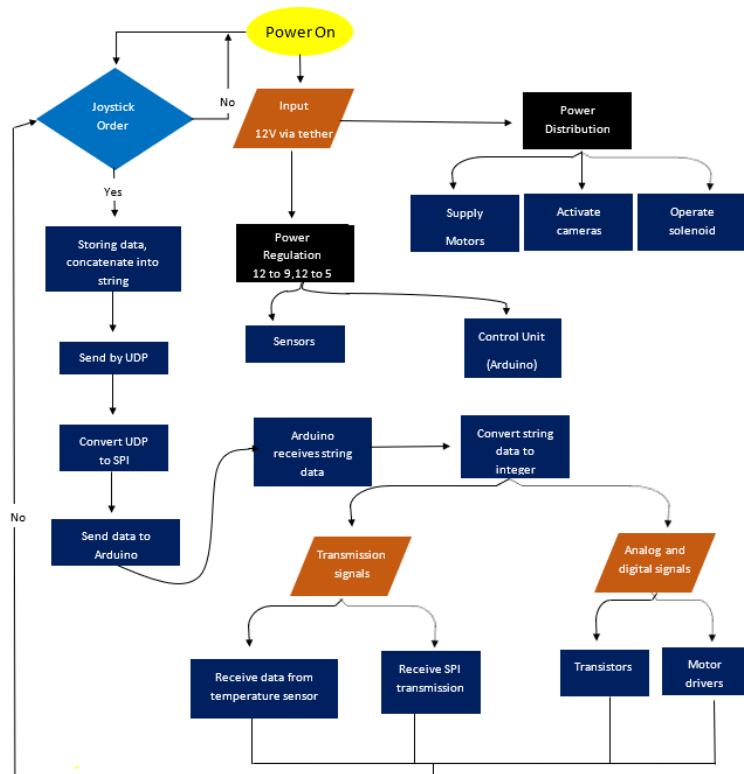 Power On
Joystick
Order
No
Yes
Input
12V via tether
Power
Distribution
Supply
Motors
Activate
cameras
Operate
solenoid
Storing data,
concatenate into
string
Power
Regulation
12 to 9,12 to 5
Sensors
Control Unit
(Arduino)
Send by UDP
Convert UDP
to SPI
Send data to
Arduino
No
Arduino
receives string
data
Convert string
data to
integer
Transmission
signals
Analog and
digital signals
Receive data from
temperature sensor
Receive SPI
transmission
Transistors
Motor
drivers